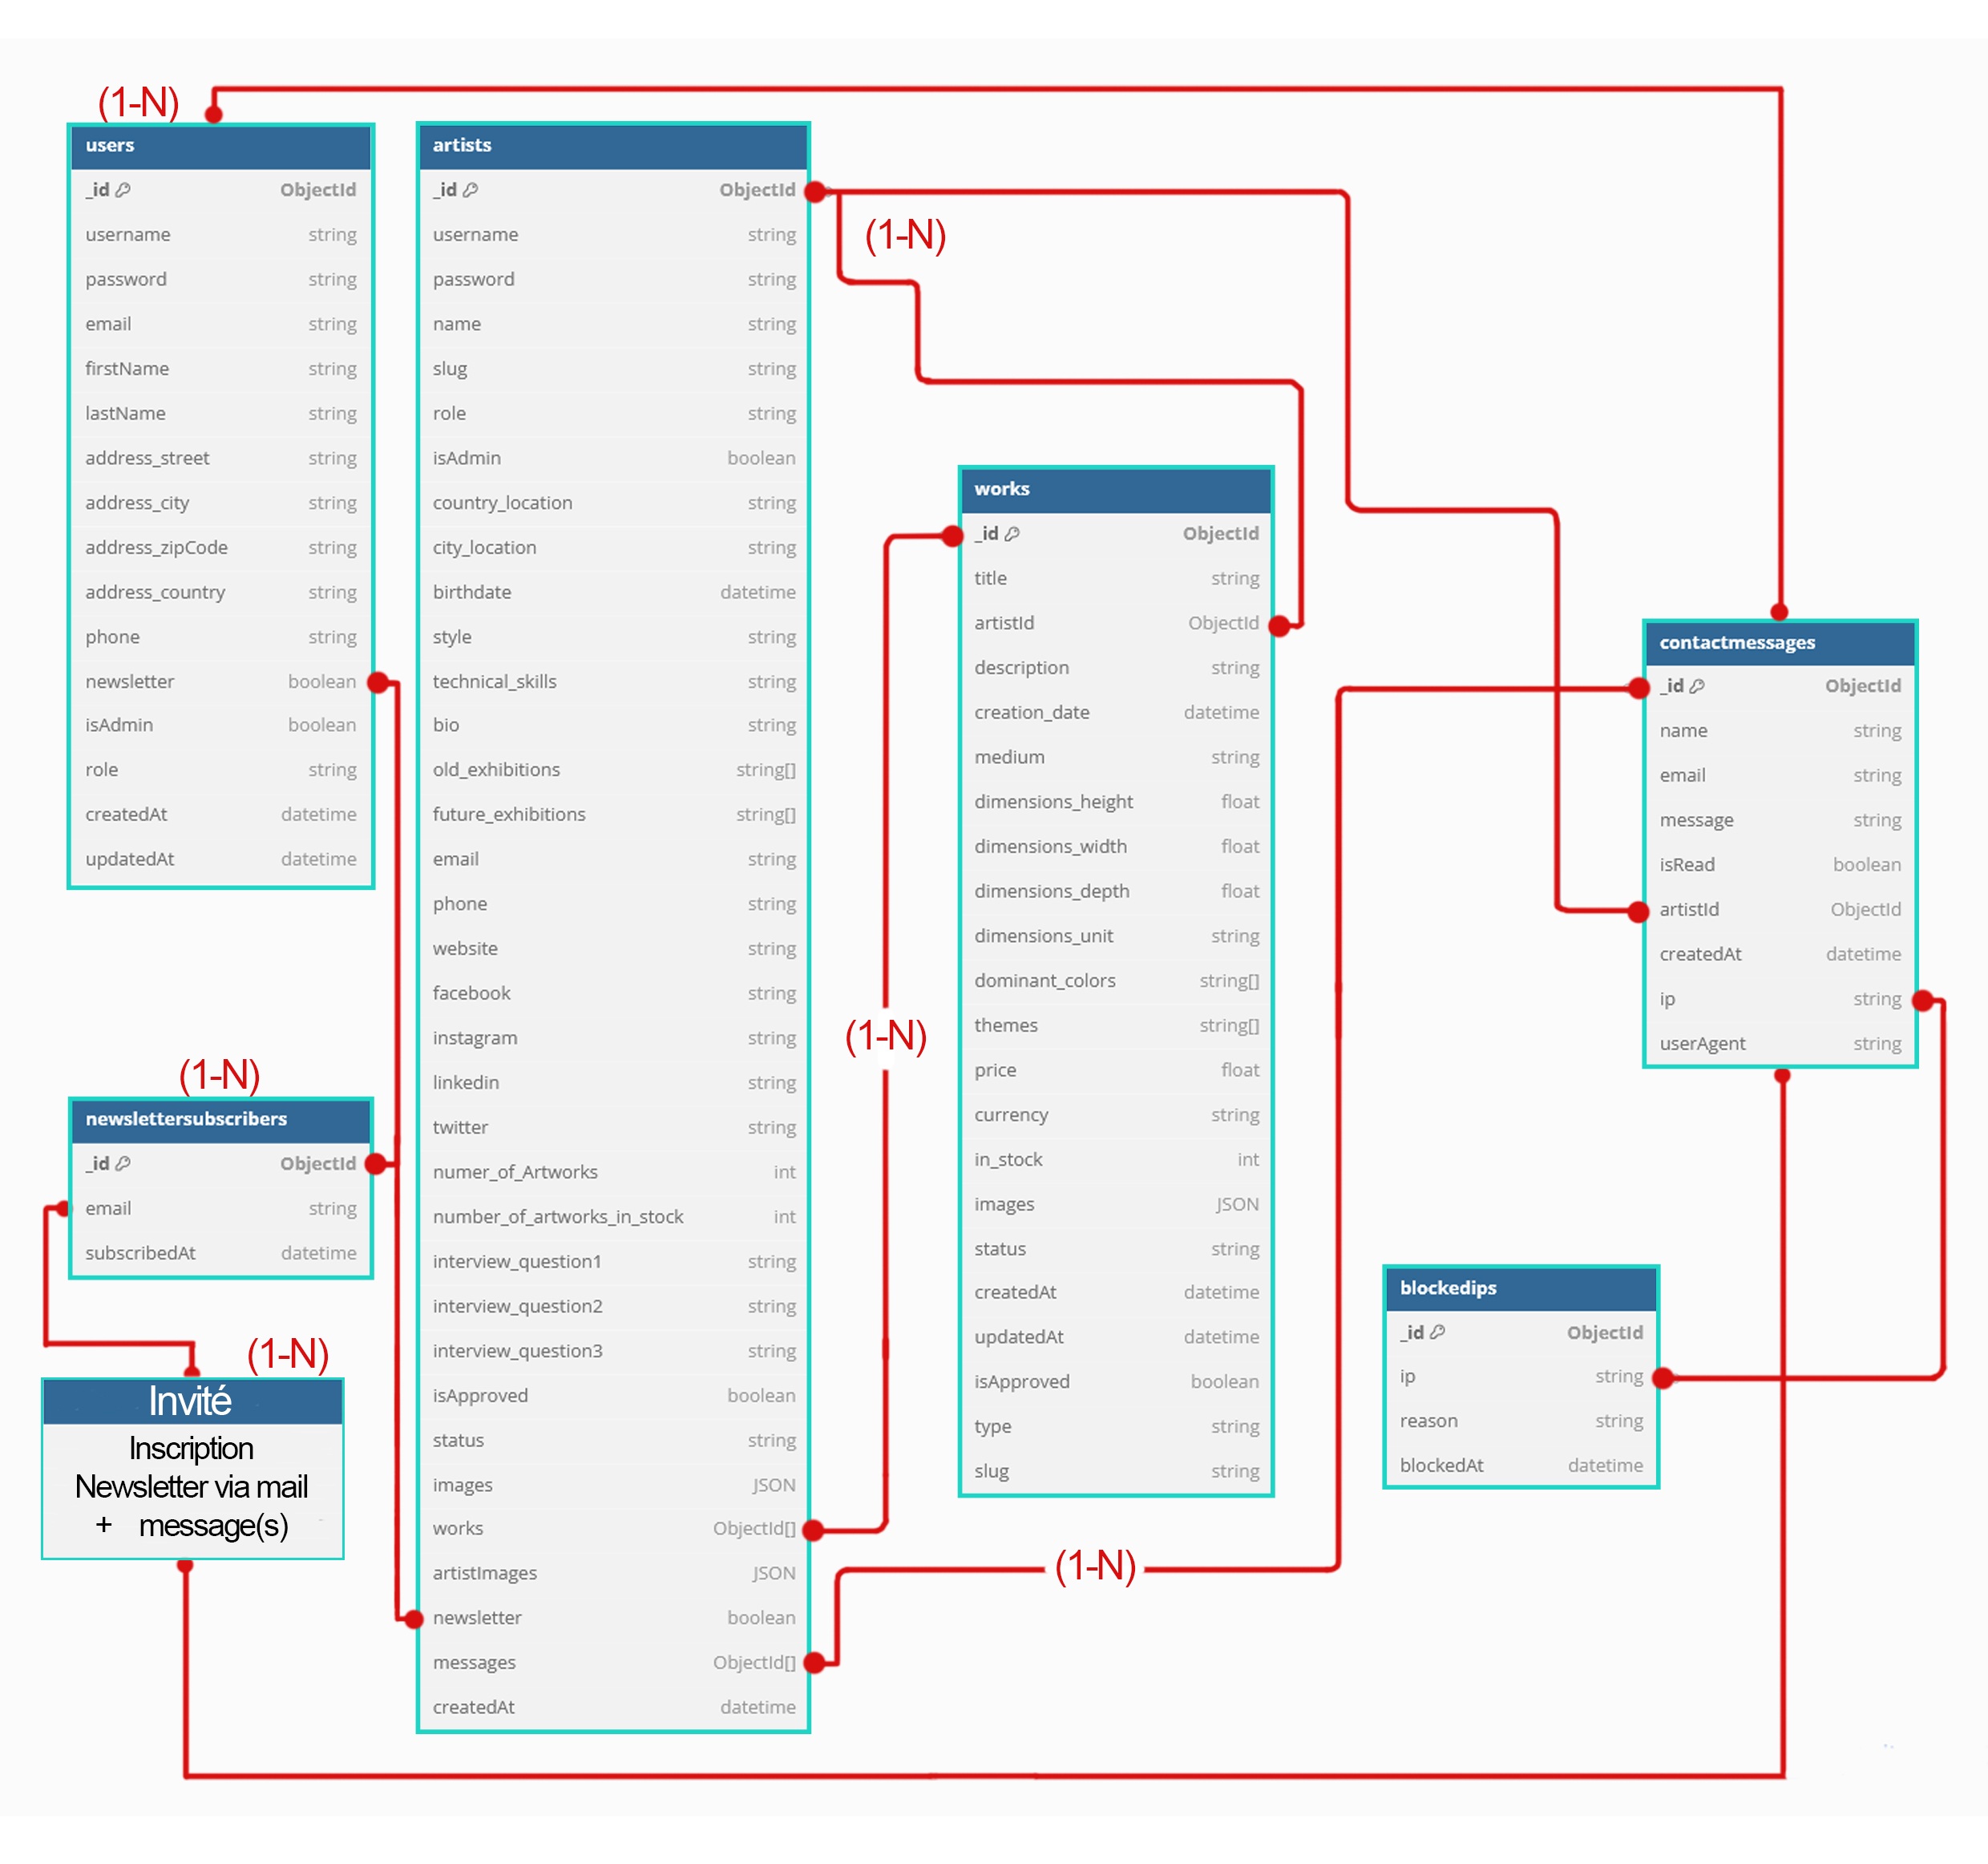 (1-N)
users
_id ObjectId
username string
password string
email string
firstName string
lastName string
address_street string
address_city string
address_zipCode string
address_country string
phone string
newsletter boolean
isAdmin boolean
role string
createdAt datetime
updatedAt datetime
artists
_id ObjectId
username string
password string
name string
slug string
role string
isAdmin boolean
country_location string
city_location string
birthdate datetime
style string
technical_skills string
bio string
old_exhibitions string[]
future_exhibitions string[]
email string
phone string
website string
facebook string
instagram string
linkedin string
twitter string
numer_of_Artworks int
number_of_artworks_in_stock int
interview_question1 string
interview_question2 string
interview_question3 string
isApproved boolean
status string
images JSON
works ObjectId[]
artistImages JSON
newsletter boolean
messages ObjectId[]
createdAt datetime
(1-N)
works
_id ObjectId
title string
artistId ObjectId
description string
creation_date datetime
medium string
dimensions_height float
dimensions_width float
dimensions_depth float
dimensions_unit string
dominant_colors string[]
themes string[]
price float
currency string
in_stock int
images JSON
status string
createdAt datetime
updatedAt datetime
isApproved boolean
type string
slug string
(1-N)
(1-N)
contactmessages
_id ObjectId
name string
email string
message string
isRead boolean
artistId ObjectId
createdAt datetime
ip string
userAgent string
blockedips
_id ObjectId
ip string
reason string
blockedAt datetime
(1-N)
newslettersubscribers
_id ObjectId
email string
subscribedAt datetime
(1-N)
Invité
Inscription
Newsletter via mail
+ message(s)